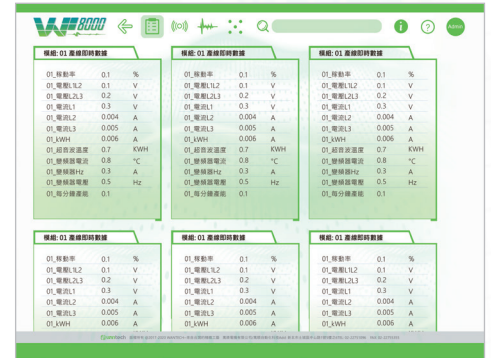 W 8000
Admin
模組: 01 產線即時數據
01_稼動率 0.1 %
01_電壓L1L2 0.1 V
01_電壓L2L3 0.2 V
01_電流L1 0.3 V
01_電流L2 0.004 A
01_電流L3 0.005 A
01_kWH 0.006 A
01_超音波溫度 0.7 KWH
01_變頻器電流 0.8 °C
01_變頻器Hz 0.3 A
01_變頻器電壓 0.5 Hz
01_每分鐘產能 0.1
模組: 01 產線即時數據
01_稼動率 0.1 %
01_電壓L1L2 0.1 V
01_電壓L2L3 0.2 V
01_電流L1 0.3 V
01_電流L2 0.004 A
01_電流L3 0.005 A
01_kWH 0.006 A
01_超音波溫度 0.7 KWH
01_變頻器電流 0.8 °C
01_變頻器Hz 0.3 A
01_變頻器電壓 0.5 Hz
01_每分鐘產能 0.1
模組: 01 產線即時數據
01_稼動率 0.1 %
01_電壓L1L2 0.1 V
01_電壓L2L3 0.2 V
01_電流L1 0.3 V
01_電流L2 0.004 A
01_電流L3 0.005 A
01_kWH 0.006 A
01_超音波溫度 0.7 KWH
01_變頻器電流 0.8 °C
01_變頻器Hz 0.3 A
01_變頻器電壓 0.5 Hz
01_每分鐘產能 0.1
模組: 01 產線即時數據
01_稼動率 0.1 %
01_電壓L1L2 0.1 V
01_電壓L2L3 0.2 V
01_電流L1 0.3 V
01_電流L2 0.004 A
01_電流L3 0.005 A
01_kWH 0.006 A
模組: 01 產線即時數據
01_稼動率 0.1 %
01_電壓L1L2 0.1 V
01_電壓L2L3 0.2 V
01_電流L1 0.3 V
01_電流L2 0.004 A
01_電流L3 0.005 A
01_kWH 0.006 A
模組: 01 產線即時數據
01_稼動率 0.1 %
01_電壓L1L2 0.1 V
01_電壓L2L3 0.2 V
01_電流L1 0.3 V
01_電流L2 0.004 A
01_電流L3 0.005 A
01_kWH 0.006 A